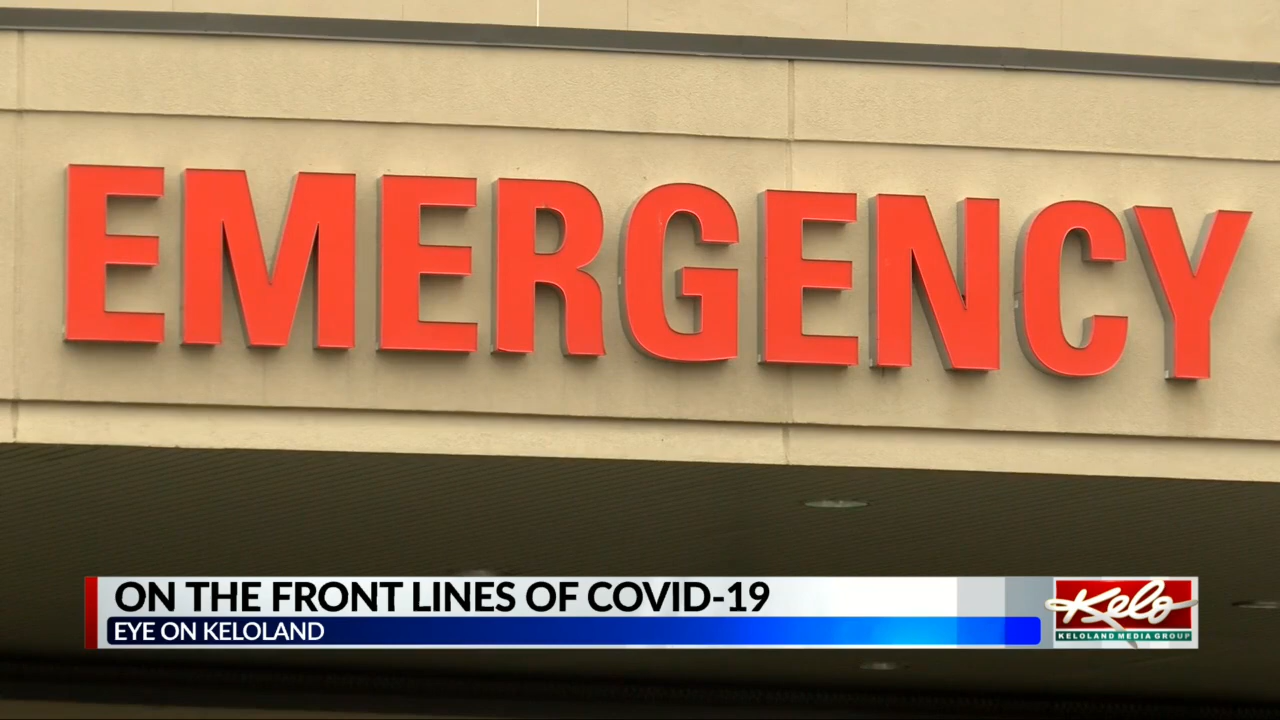 EMERGENCY
ON THE FRONT LINES OF COVID-19
EYE ON KELOLAND
Kelo
KELOLAND MEDIA GROUP